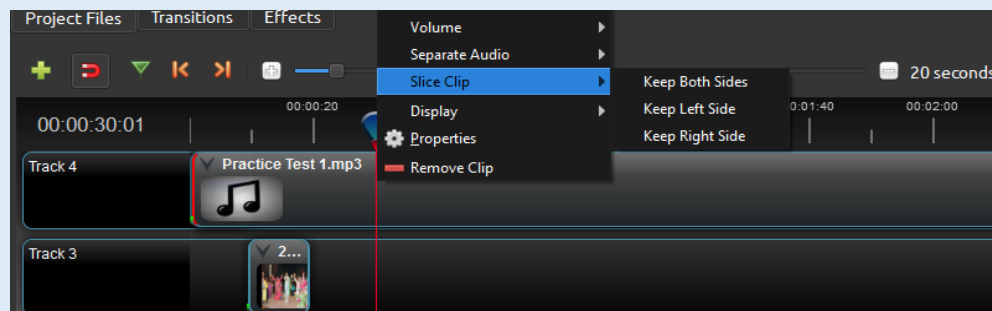 Project Files Transitions Effects
Volume
Separate Audio
Slice Clip Keep Both Sides
20 seconds
00:00:20 0:01:40 00:02:00
Display Keep Left Side
00:00:30:01
Properties Keep Right Side
Track 4 Practice Test 1.mp3 Remove Clip
Track 3 2...